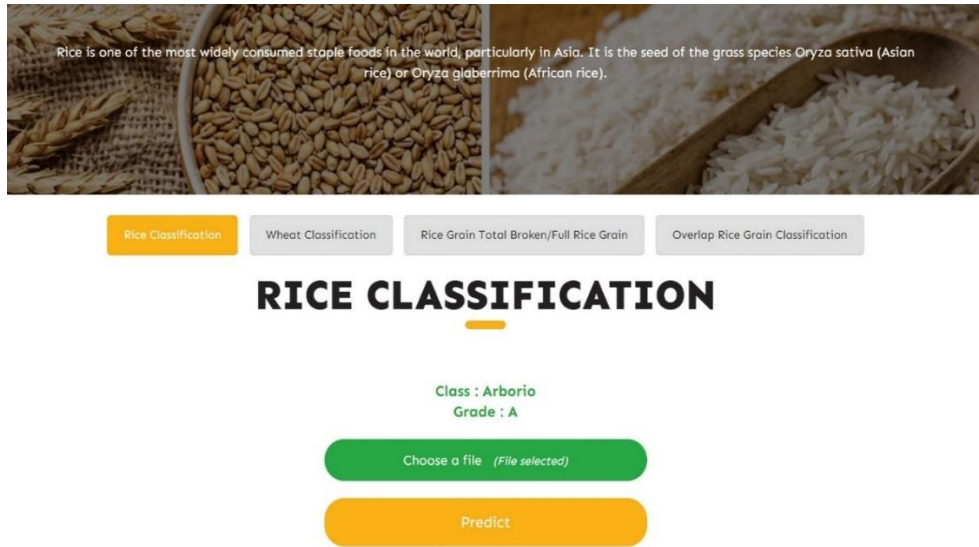 Rice is one of the most widely consumed staple foods in the world, particularly in Asia. It is the seed of the grass species Oryza sativa (Asian
rice) or Oryza glaberrima (African rice).
Rice Classification
Wheat Classification
Rice Grain Total Broken/Full Rice Grain
Overlap Rice Grain Classification
RICE CLASSIFICATION
Class : Arborio
Grade : A
Choose a file (File selected)
Predict